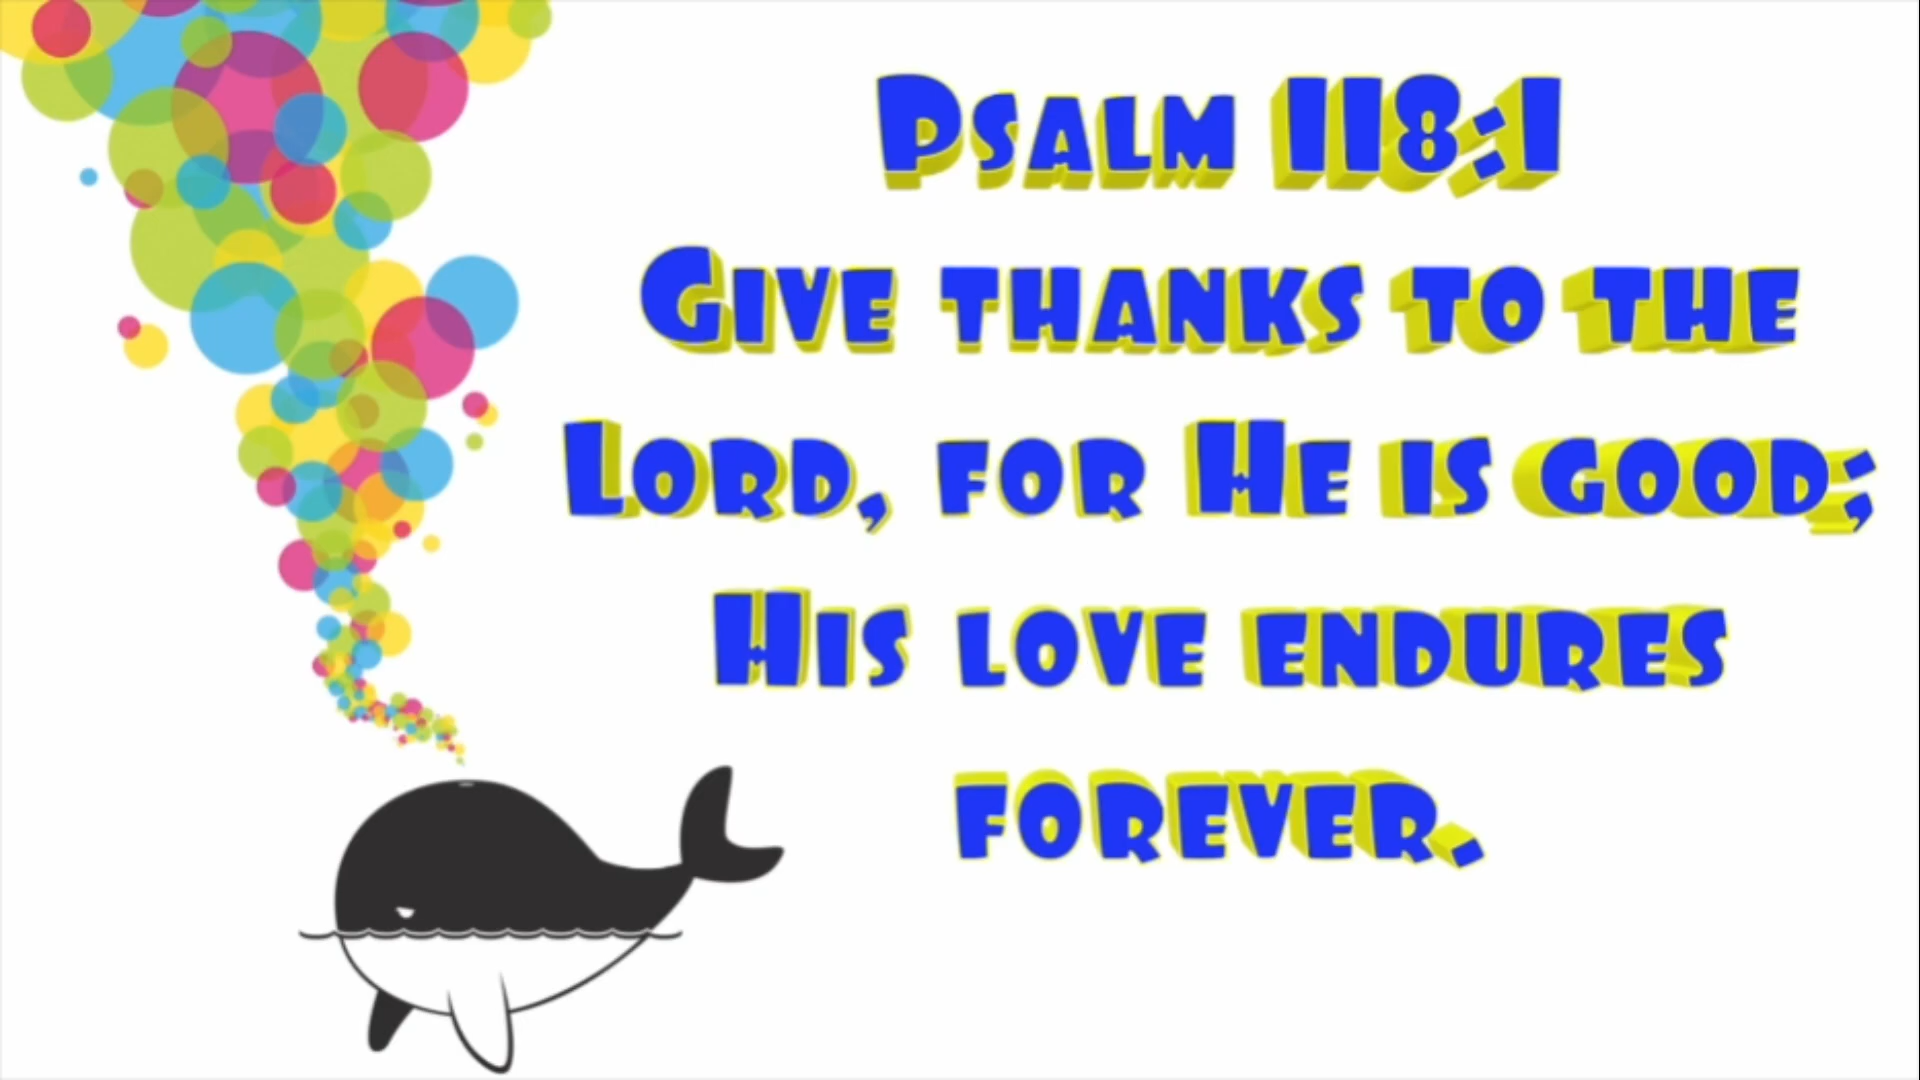 Psalm 118:1
Give thanks to the
Lord, for He is good;
His love endures
forever.